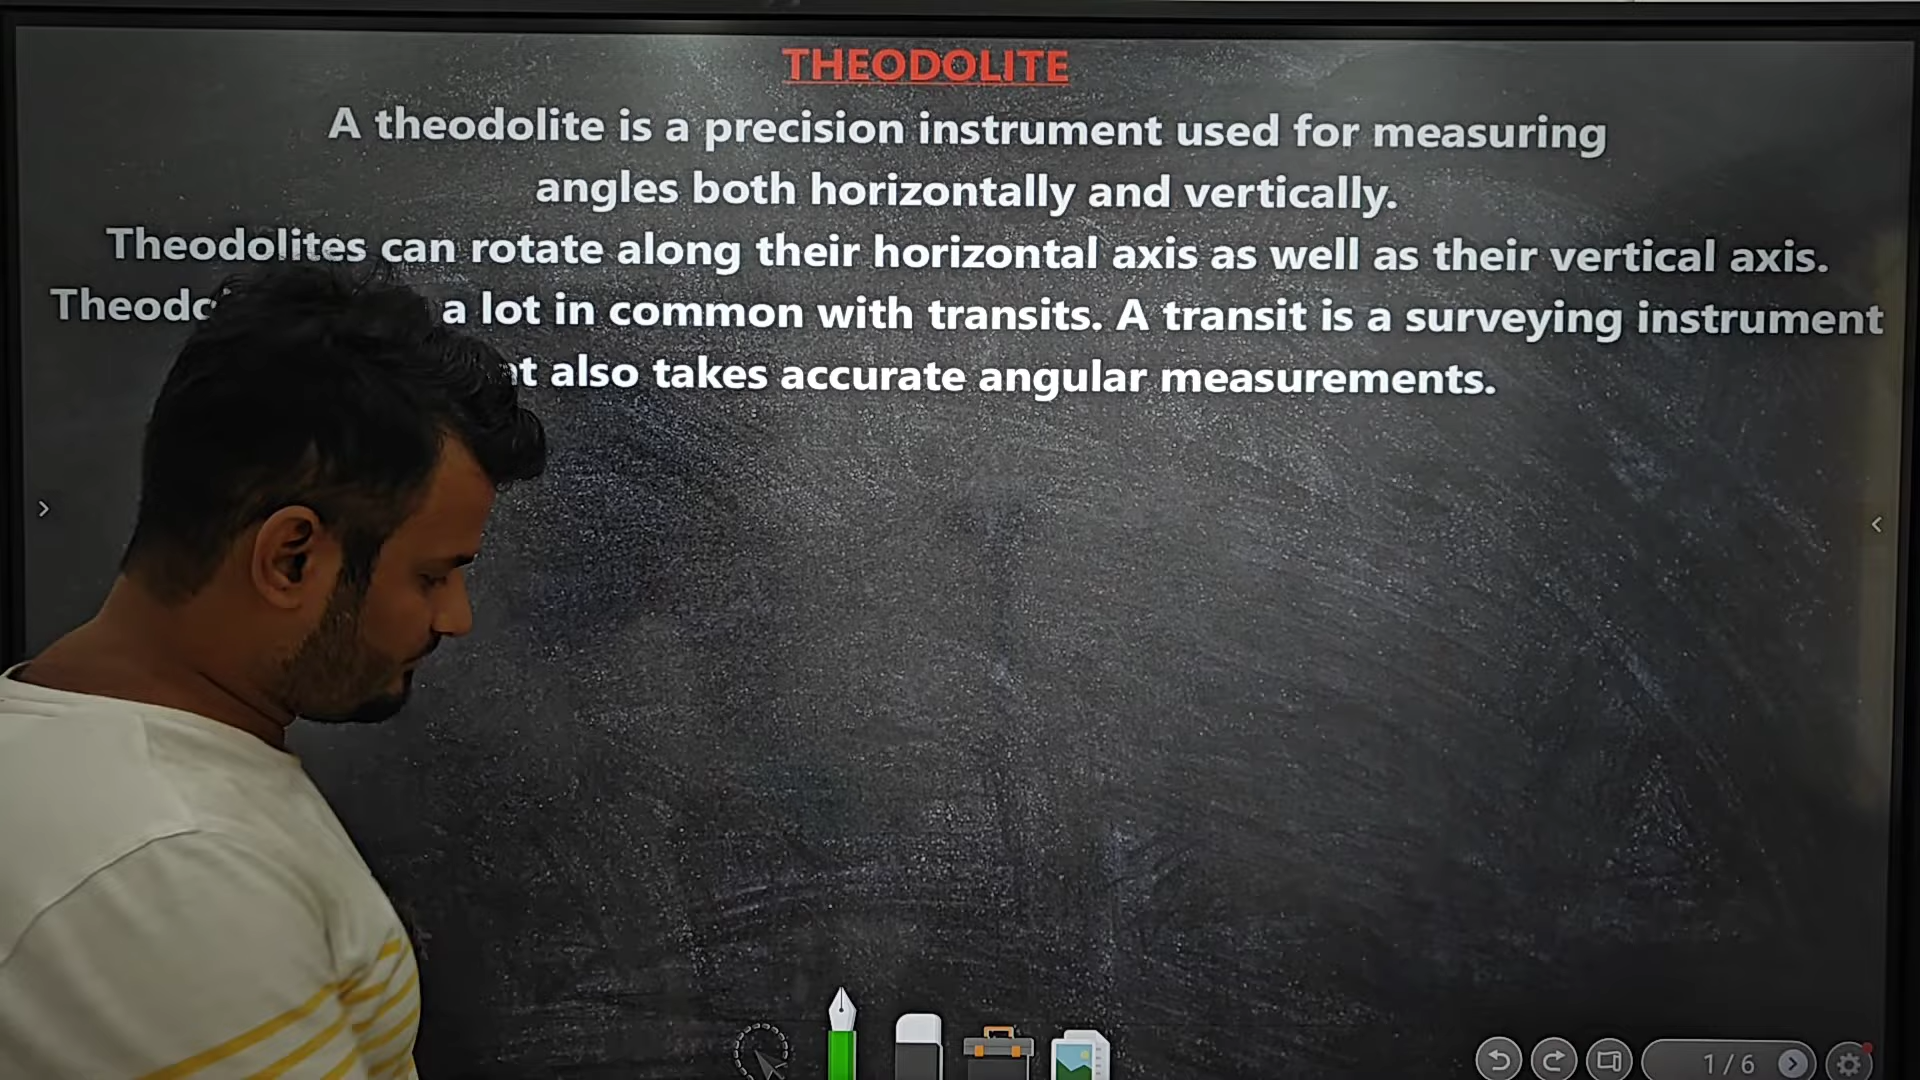 THEODOLITE
A theodolite is a precision instrument used for measuring
angles both horizontally and vertically.
Theodolites can rotate along their horizontal axis as well as their vertical axis.
a lot in common with transits. A transit is a surveying instrument
also takes accurate angular measurements.
1/6